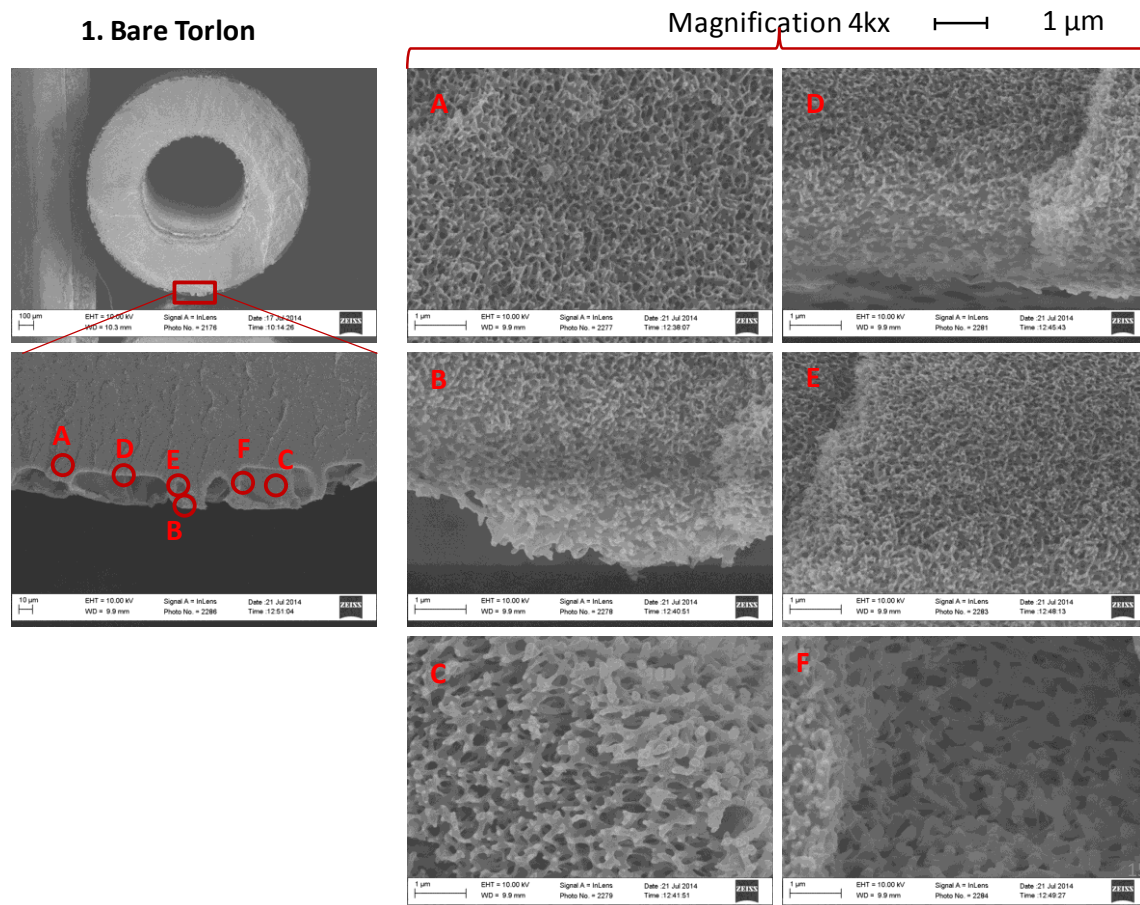 1. Bare Torlon
Magnification 4kx 1 µm
100 µm EHT = 10.00 kV Signal A = InLens Date :17 Jul 2014 ZEISS
WD = 10.3 mm Photo No. = 2176 Time :10:14:26
A D E F C
B
10 µm EHT = 10.00 kV Signal A = InLens Date :21 Jul 2014 ZEISS
WD = 9.9 mm Photo No. = 2286 Time :12:51:04
A
1 µm EHT = 10.00 kV Signal A = InLens Date :21 Jul 2014 ZEISS
WD = 9.9 mm Photo No. = 2277 Time :12:38:07
D
1 µm EHT = 10.00 kV Signal A = InLens Date :21 Jul 2014 ZEISS
WD = 9.9 mm Photo No. = 2281 Time :12:45:43
B
1 µm EHT = 10.00 kV Signal A = InLens Date :21 Jul 2014 ZEISS
WD = 9.9 mm Photo No. = 2278 Time :12:40:51
E
1 µm EHT = 10.00 kV Signal A = InLens Date :21 Jul 2014 ZEISS
WD = 9.9 mm Photo No. = 2283 Time :12:48:13
C
1 µm EHT = 10.00 kV Signal A = InLens Date :21 Jul 2014 ZEISS
WD = 9.9 mm Photo No. = 2279 Time :12:41:51
F
1 µm EHT = 10.00 kV Signal A = InLens Date :21 Jul 2014 ZEISS
WD = 9.9 mm Photo No. = 2284 Time :12:49:27